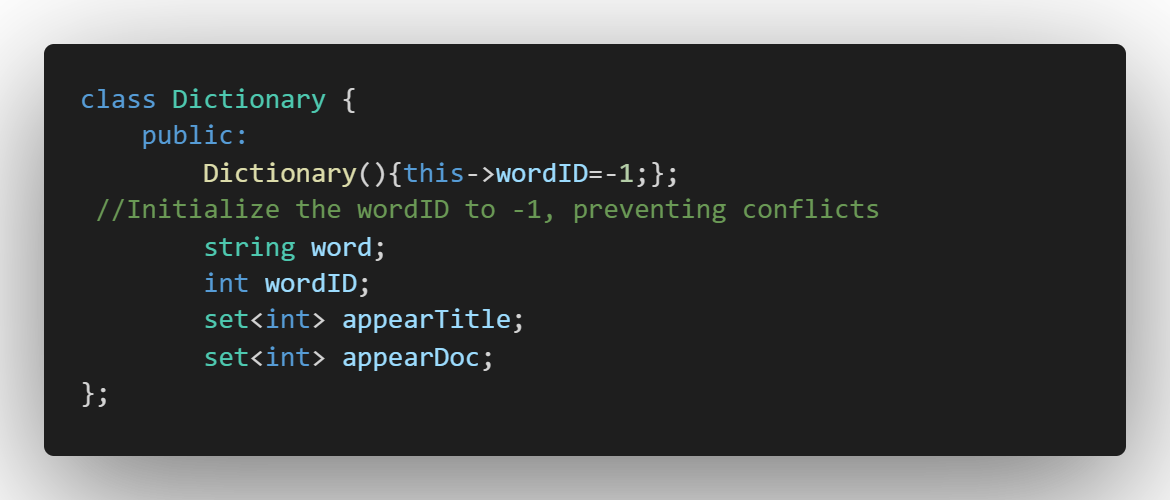 class Dictionary {
    public:
        Dictionary(){this->wordID=-1;};
 //Initialize the wordID to -1, preventing conflicts
        string word;
        int wordID;
        set<int> appearTitle;
        set<int> appearDoc;
};